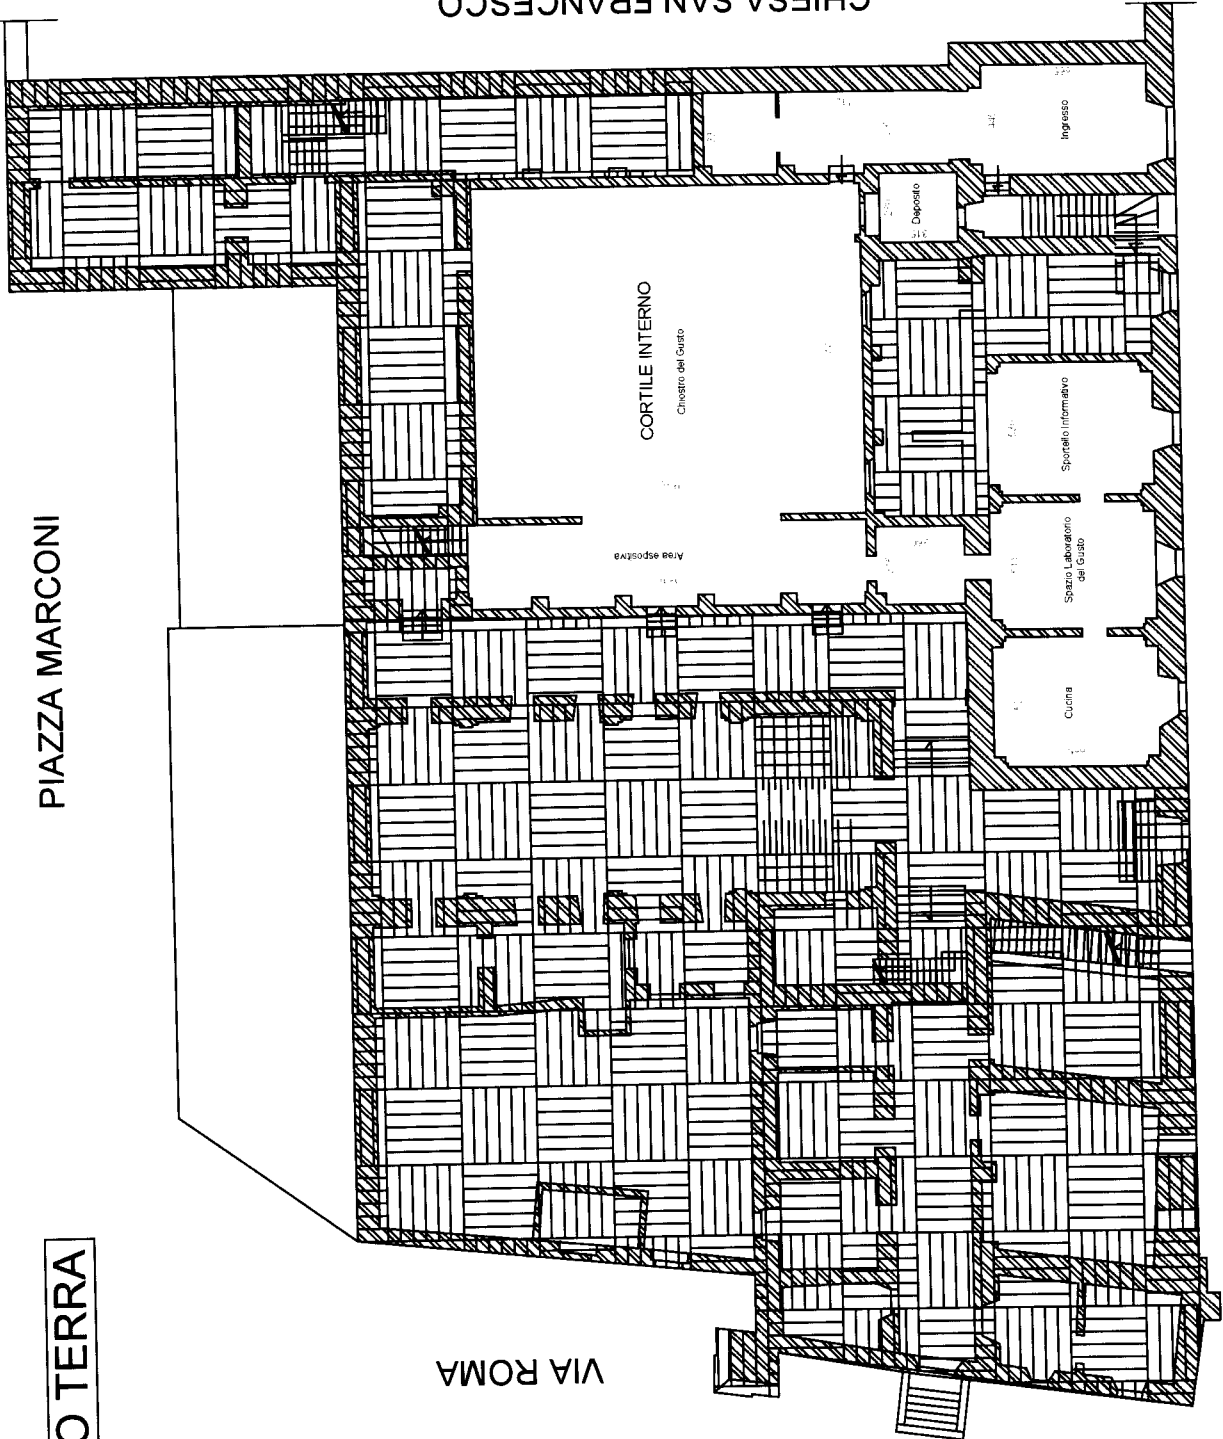 CHIESA SAN FRANCESCO
PIAZZA MARCONI
VIA ROMA
O TERRA
CORTILE INTERNO
Chiostro del Gusto
Area espositiva
Ingresso
Deposito
315
Sportello Informativo
Spazio Laboratorio
del Gusto
Cucina